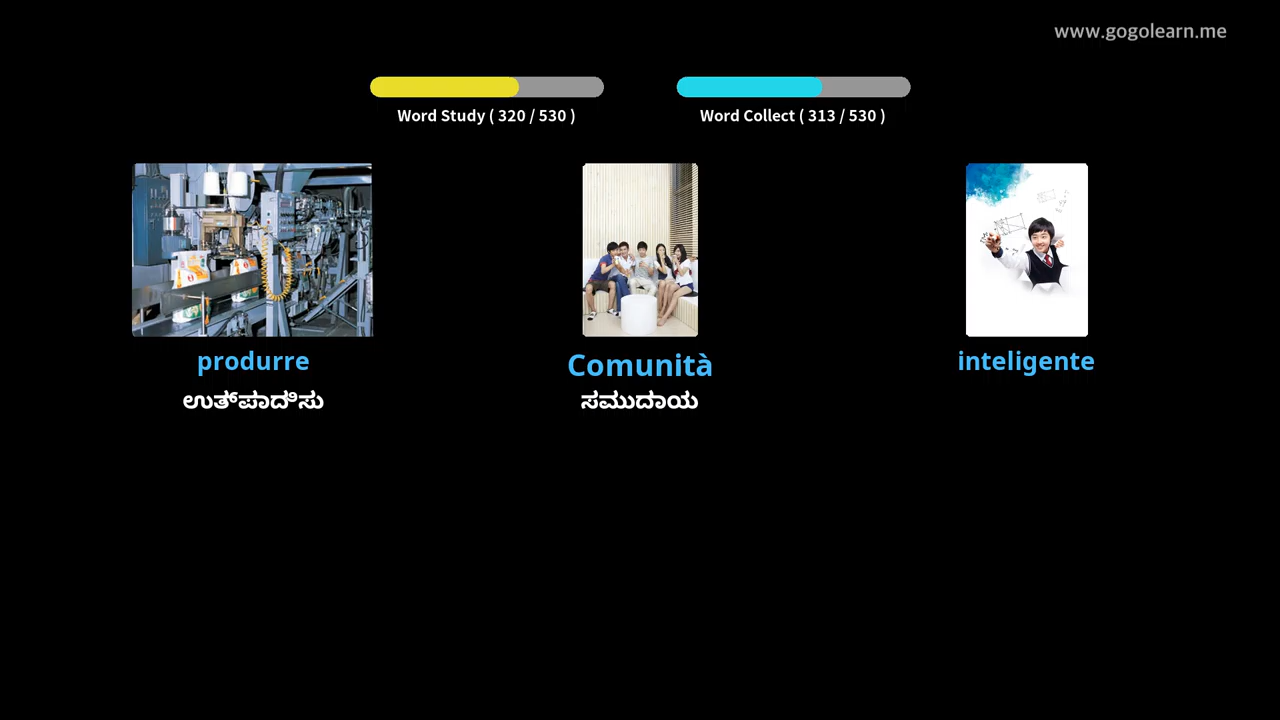 www.gogolearn.me
Word Study ( 320 / 530 )
Word Collect ( 313 / 530 )
produrre
Comunità
inteligente
ಉತ್ಪಾದಿಸು
ಸಮುದಾಯ